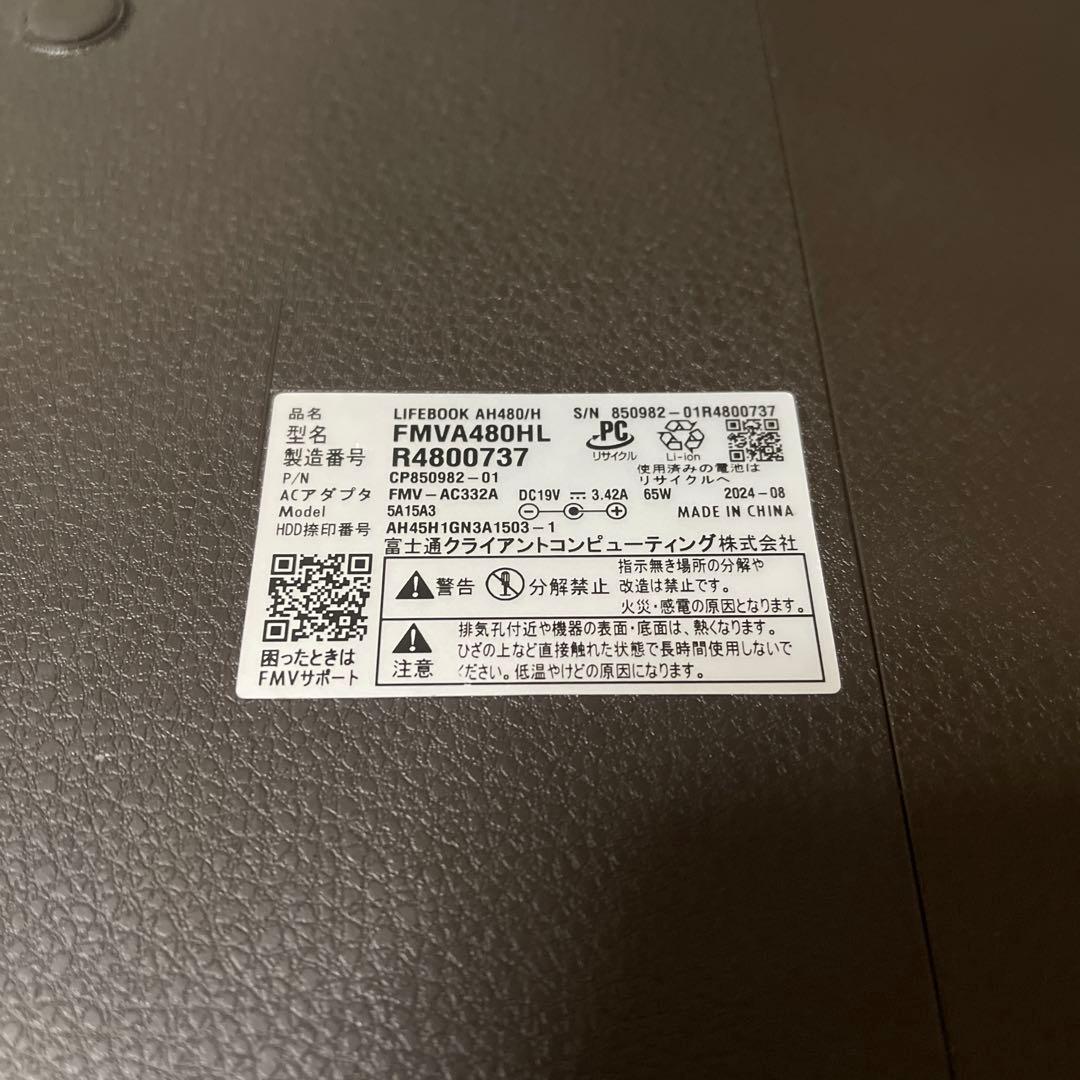 品名 LIFEBOOK AH480/H S/N 850982-01R4800737
型名 FMVA480HL
製造番号 R4800737
PC
リサイクル
Li-ion
使用済みの電池は
リサイクルへ
P/N CP850982-01
ACアダプタ FMV-AC332A DC19V 3.42A 65W 2024-08
Model 5A15A3 MADE IN CHINA
HDD捺印番号 AH45H1GN3A1503-1
富士通クライアントコンピューティング株式会社
警告 分解禁止
指示無き場所の分解や
改造は禁止です。
火災・感電の原因となります。
注意
排気孔付近や機器の表面・底面は、熱くなります。
ひざの上など直接触れた状態で長時間使用しないで
ください。低温やけどの原因になります。
困ったときは
FMVサポート